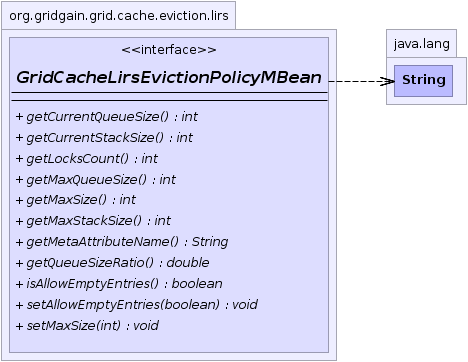 org.gridgain.grid.cache.eviction.lirs
<<interface>>
GridCacheLirsEvictionPolicyMBean
+ getCurrentQueueSize() : int
+ getCurrentStackSize() : int
+ getLocksCount() : int
+ getMaxQueueSize() : int
+ getMaxSize() : int
+ getMaxStackSize() : int
+ getMetaAttributeName() : String
+ getQueueSizeRatio() : double
+ isAllowEmptyEntries() : boolean
+ setAllowEmptyEntries(boolean) : void
+ setMaxSize(int) : void
java.lang
String